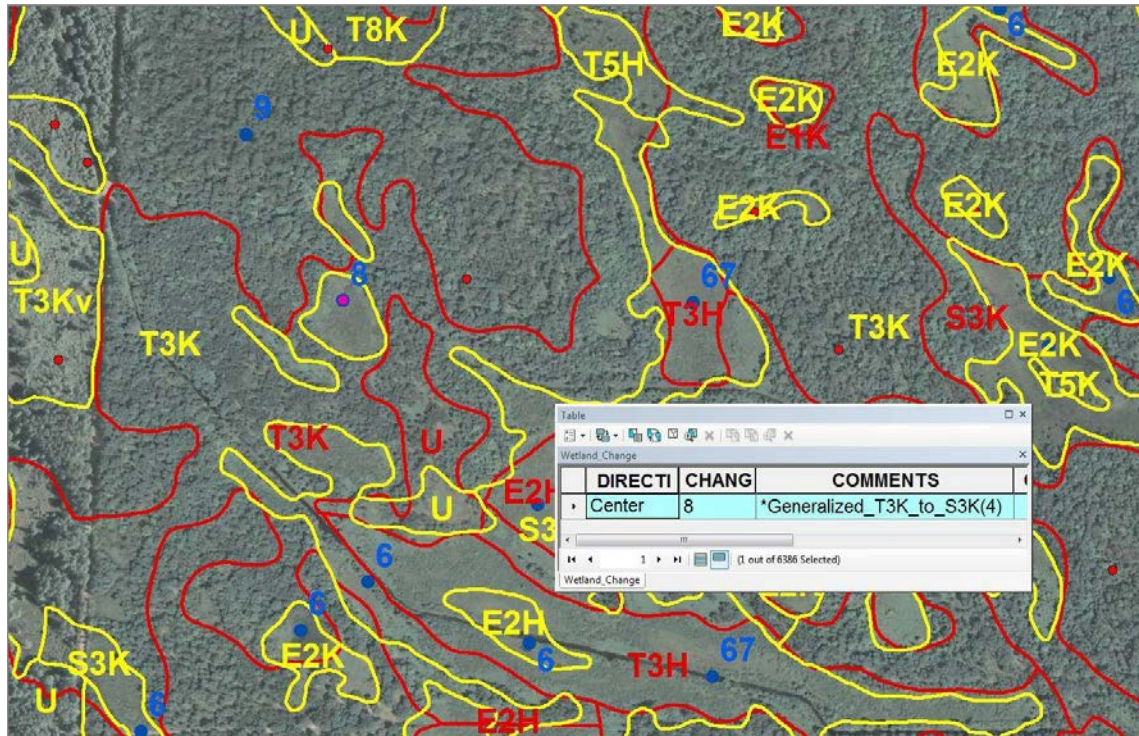 U
T8K
E2K
6
T5H
E2K
9
E2K
E1K
E2K
E2K
U
8
67
E2K
6
T3Kv
T3K
T3H
T3K
S3K
E2K
T5K
T3K
U
Table
Wetland_Change
DIRECTI CHANG COMMENTS
Center 8 *Generalized_T3K_to_S3K(4)
1
(1 out of 6386 Selected)
Wetland_Change
E2H
U
S3
6
6
E2H
E2K
6
S3K
T3H
67
U
6
E2H